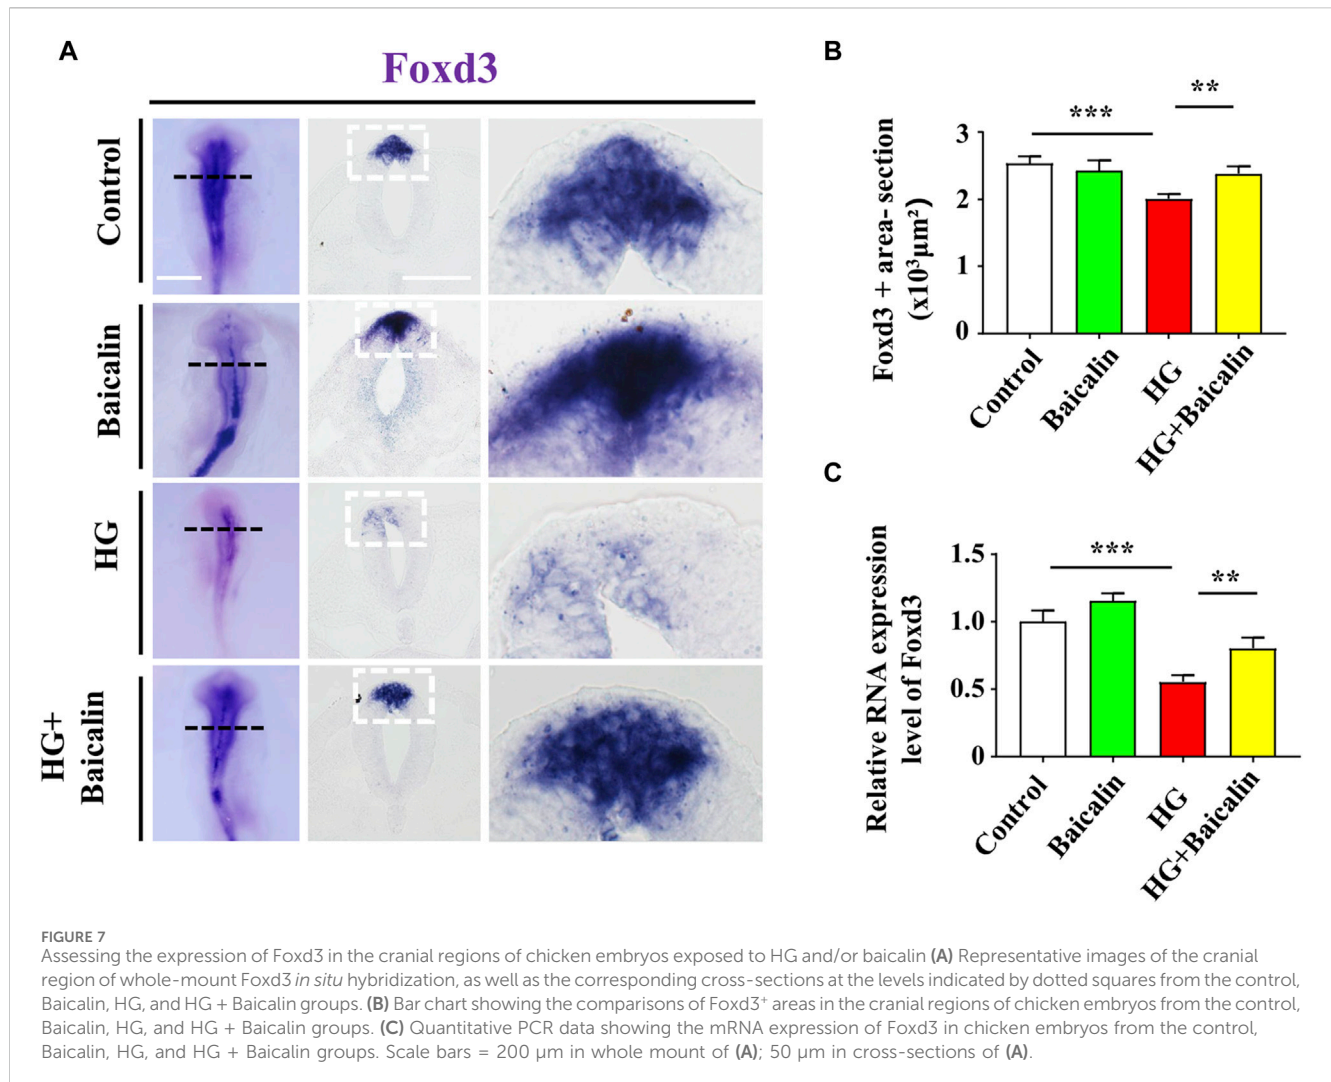 A
Foxd3
Control
Baicalin
HG
HG+
Baicalin
B
Foxd3 + area- section
(x10³µm²)
3
2
1
0
***
**
Control
Baicalin
HG
HG+Baicalin
C
Relative RNA expression
level of Foxd3
1.5
1.0
0.5
0
***
**
Control
Baicalin
HG
HG+Baicalin
FIGURE 7
Assessing the expression of Foxd3 in the cranial regions of chicken embryos exposed to HG and/or baicalin (A) Representative images of the cranial
region of whole-mount Foxd3 in situ hybridization, as well as the corresponding cross-sections at the levels indicated by dotted squares from the control,
Baicalin, HG, and HG + Baicalin groups. (B) Bar chart showing the comparisons of Foxd3⁺ areas in the cranial regions of chicken embryos from the control,
Baicalin, HG, and HG + Baicalin groups. (C) Quantitative PCR data showing the mRNA expression of Foxd3 in chicken embryos from the control,
Baicalin, HG, and HG + Baicalin groups. Scale bars = 200 µm in whole mount of (A); 50 µm in cross-sections of (A).